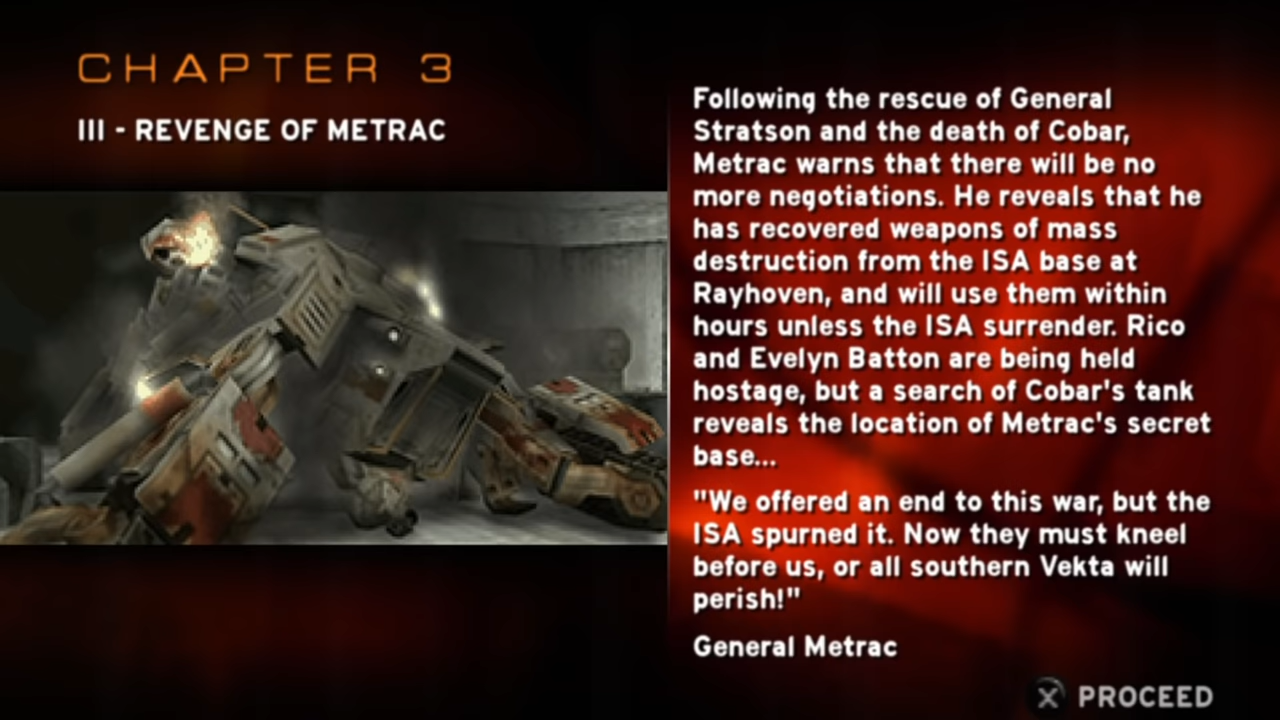 CHAPTER 3
III - REVENGE OF METRAC
Following the rescue of General
Stratson and the death of Cobar,
Metrac warns that there will be no
more negotiations. He reveals that he
has recovered weapons of mass
destruction from the ISA base at
Rayhoven, and will use them within
hours unless the ISA surrender. Rico
and Evelyn Batton are being held
hostage, but a search of Cobar's tank
reveals the location of Metrac's secret
base...
"We offered an end to this war, but the
ISA spurned it. Now they must kneel
before us, or all southern Vekta will
perish!"
General Metrac
X PROCEED